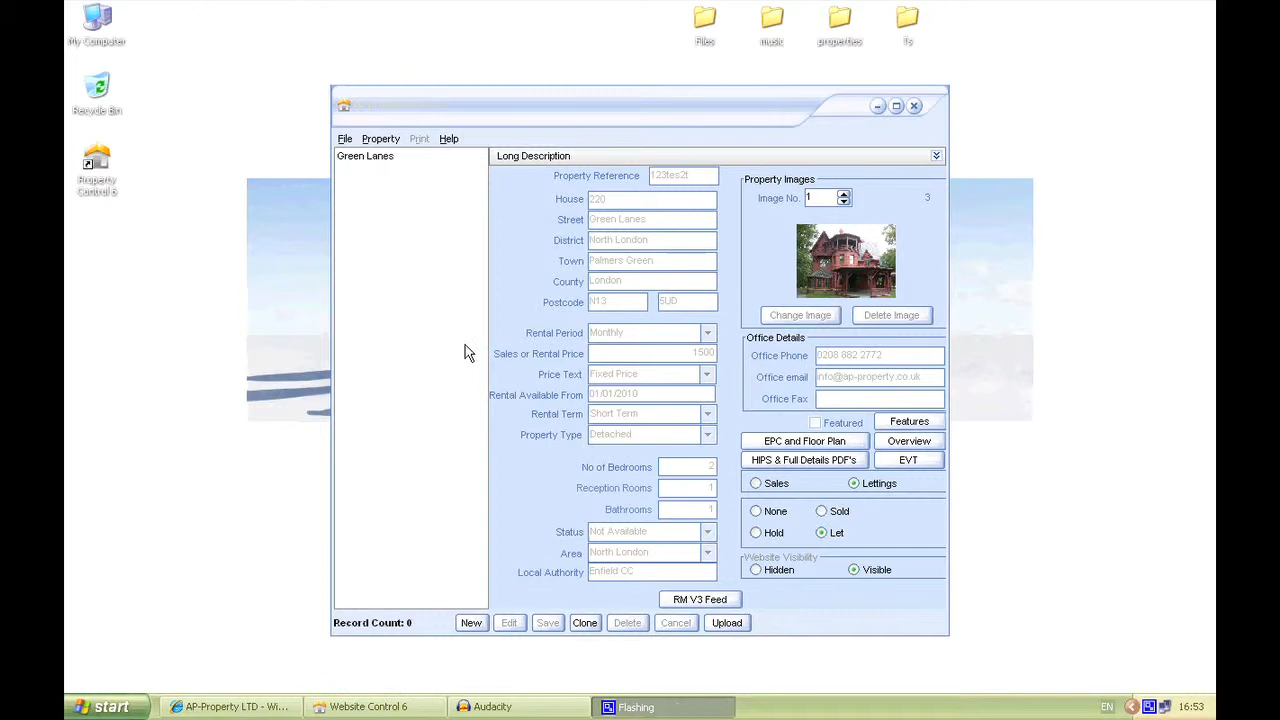 My Computer
Files
music
properties
Ts
Recycle Bin
Property Control 6
File Property Print Help
Green Lanes
Long Description
Property Reference 123tes2t
House 220
Street Green Lanes
District North London
Town Palmers Green
County London
Postcode N13 5UD
Rental Period Monthly
Sales or Rental Price 1500
Price Text Fixed Price
Rental Available From 01/01/2010
Rental Term Short Term
Property Type Detached
No of Bedrooms 2
Reception Rooms 1
Bathrooms 1
Status Not Available
Area North London
Local Authority Enfield CC
Property Images
Image No. 1 3
Change Image Delete Image
Office Details
Office Phone 0208 882 2772
Office email info@ap-property.co.uk
Office Fax
Featured Features
EPC and Floor Plan Overview
HIPS & Full Details PDF's EVT
Sales Lettings
None Sold
Hold Let
Website Visibility
Hidden Visible
RM V3 Feed
Record Count: 0 New Edit Save Clone Delete Cancel Upload
start AP-Property LTD - Wi... Website Control 6 Audacity Flashing EN 16:53